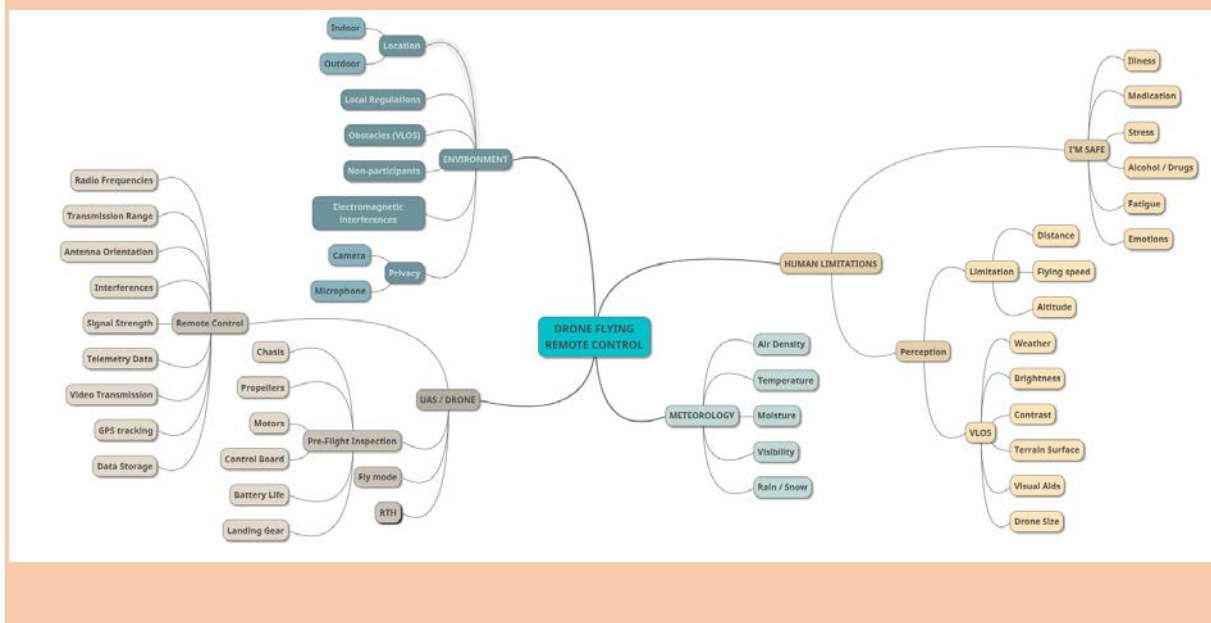 Indoor
Location
Outdoor
Local Regulations
Obstacles (VLOS)
ENVIRONMENT
Non-participants
Electromagnetic
Interferences
Camera
Privacy
Microphone
Radio Frequencies
Transmission Range
Antenna Orientation
Interferences
Signal Strength
Remote Control
Telemetry Data
Video Transmission
GPS tracking
Data Storage
Chasis
Propellers
Motors
Pre-Flight Inspection
Control Board
Battery Life
Landing Gear
UAS / DRONE
Fly mode
RTH
DRONE FLYING
REMOTE CONTROL
HUMAN LIMITATIONS
I'M SAFE
Illness
Medication
Stress
Alcohol / Drugs
Fatigue
Emotions
Perception
Limitation
Distance
Flying speed
Altitude
VLOS
Weather
Brightness
Contrast
Terrain Surface
Visual Aids
Drone Size
METEOROLOGY
Air Density
Temperature
Moisture
Visibility
Rain / Snow